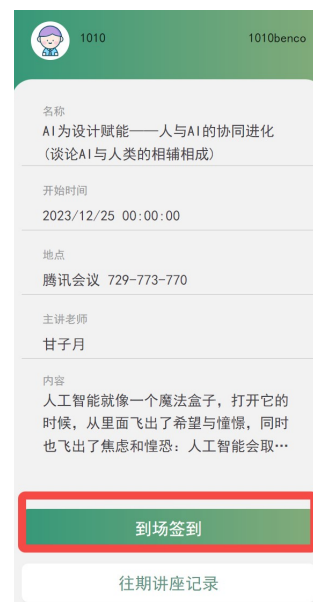 1010 1010benco
名称
AI为设计赋能——人与AI的协同进化
(谈论AI与人类的相辅相成)
开始时间
2023/12/25 00:00:00
地点
腾讯会议 729-773-770
主讲老师
甘子月
内容
人工智能就像一个魔法盒子，打开它的
时候，从里面飞出了希望与憧憬，同时
也飞出了焦虑和惶恐：人工智能会取…
到场签到
往期讲座记录